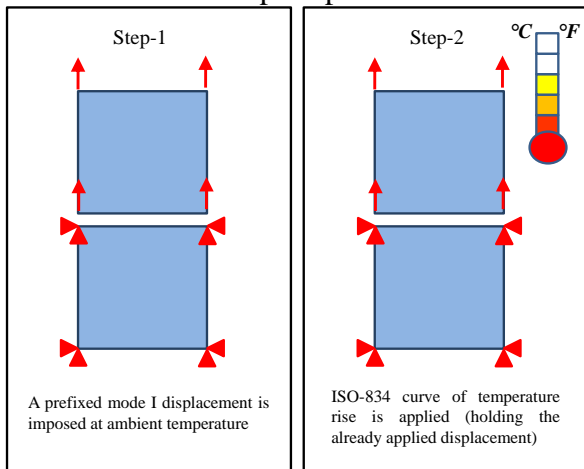 Step-1
A prefixed mode I displacement is
imposed at ambient temperature
Step-2
°C °F
ISO-834 curve of temperature
rise is applied (holding the
already applied displacement)